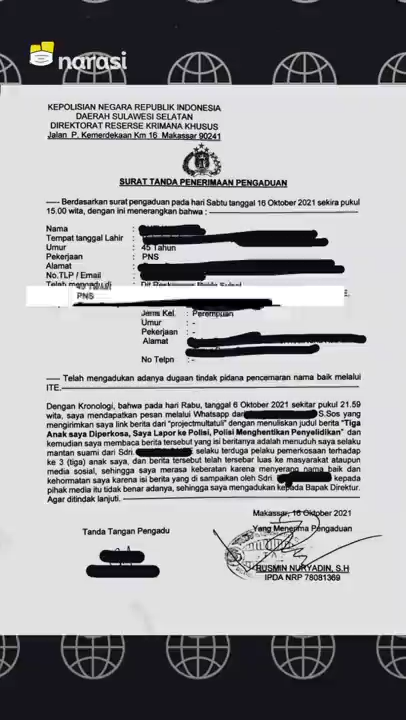 narasi
KEPOLISIAN NEGARA REPUBLIK INDONESIA
DAERAH SULAWESI SELATAN
DIREKTORAT RESERSE KRIMANA KHUSUS
Jalan P. Kemerdekaan Km 16 Makassar 90241
SURAT TANDA PENERIMAAN PENGADUAN
---- Berdasarkan surat pengaduan pada hari Sabtu tanggal 16 Oktober 2021 sekira pukul
15.00 wita, dengan ini menerangkan bahwa :
Nama :
Tempat tanggal Lahir :
Umur : 45 Tahun
Pekerjaan : PNS
Alamat :
No.TLP / Email :
Telah mengadu di : Dit
45 Tahun
PNS
Jenis Kel. : Perempuan
Umur : -
Pekerjaan : -
Alamat :
No Telpn : -
---- Telah mengadukan adanya dugaan tindak pidana pencemaran nama baik melalui
ITE.
Dengan Kronologi, bahwa pada hari Rabu, tanggal 6 Oktober 2021 sekitar pukul 21.59
wita, saya mendapatkan pesan melalui Whatsapp dari S.Sos yang
mengirimkan saya link berita dari "projectmultatuli" dengan menuliskan judul berita "Tiga
Anak saya Diperkosa, Saya Lapor ke Polisi, Polisi Menghentikan Penyelidikan" dan
kemudian saya membaca berita tersebut yang isi beritanya adalah menuduh saya selaku
mantan suami dari Sdri. selaku terduga pelaku pemerkosaan terhadap
ke 3 (tiga) anak saya, dan berita tersebut telah tersebar luas ke masyarakat ataupun
media sosial, sehingga saya merasa keberatan karena menyerang nama baik dan
kehormatan saya karena isi berita yang di sampaikan oleh Sdri. kepada
pihak media itu tidak benar adanya, sehingga saya mengadukan kepada Bapak Direktur.
Agar ditindak lanjuti.
Makassar, 16 Oktober 2021
Tanda Tangan Pengadu
Yang Menerima Pengaduan
RUSMIN NURYADIN, S.H
IPDA NRP 78081369